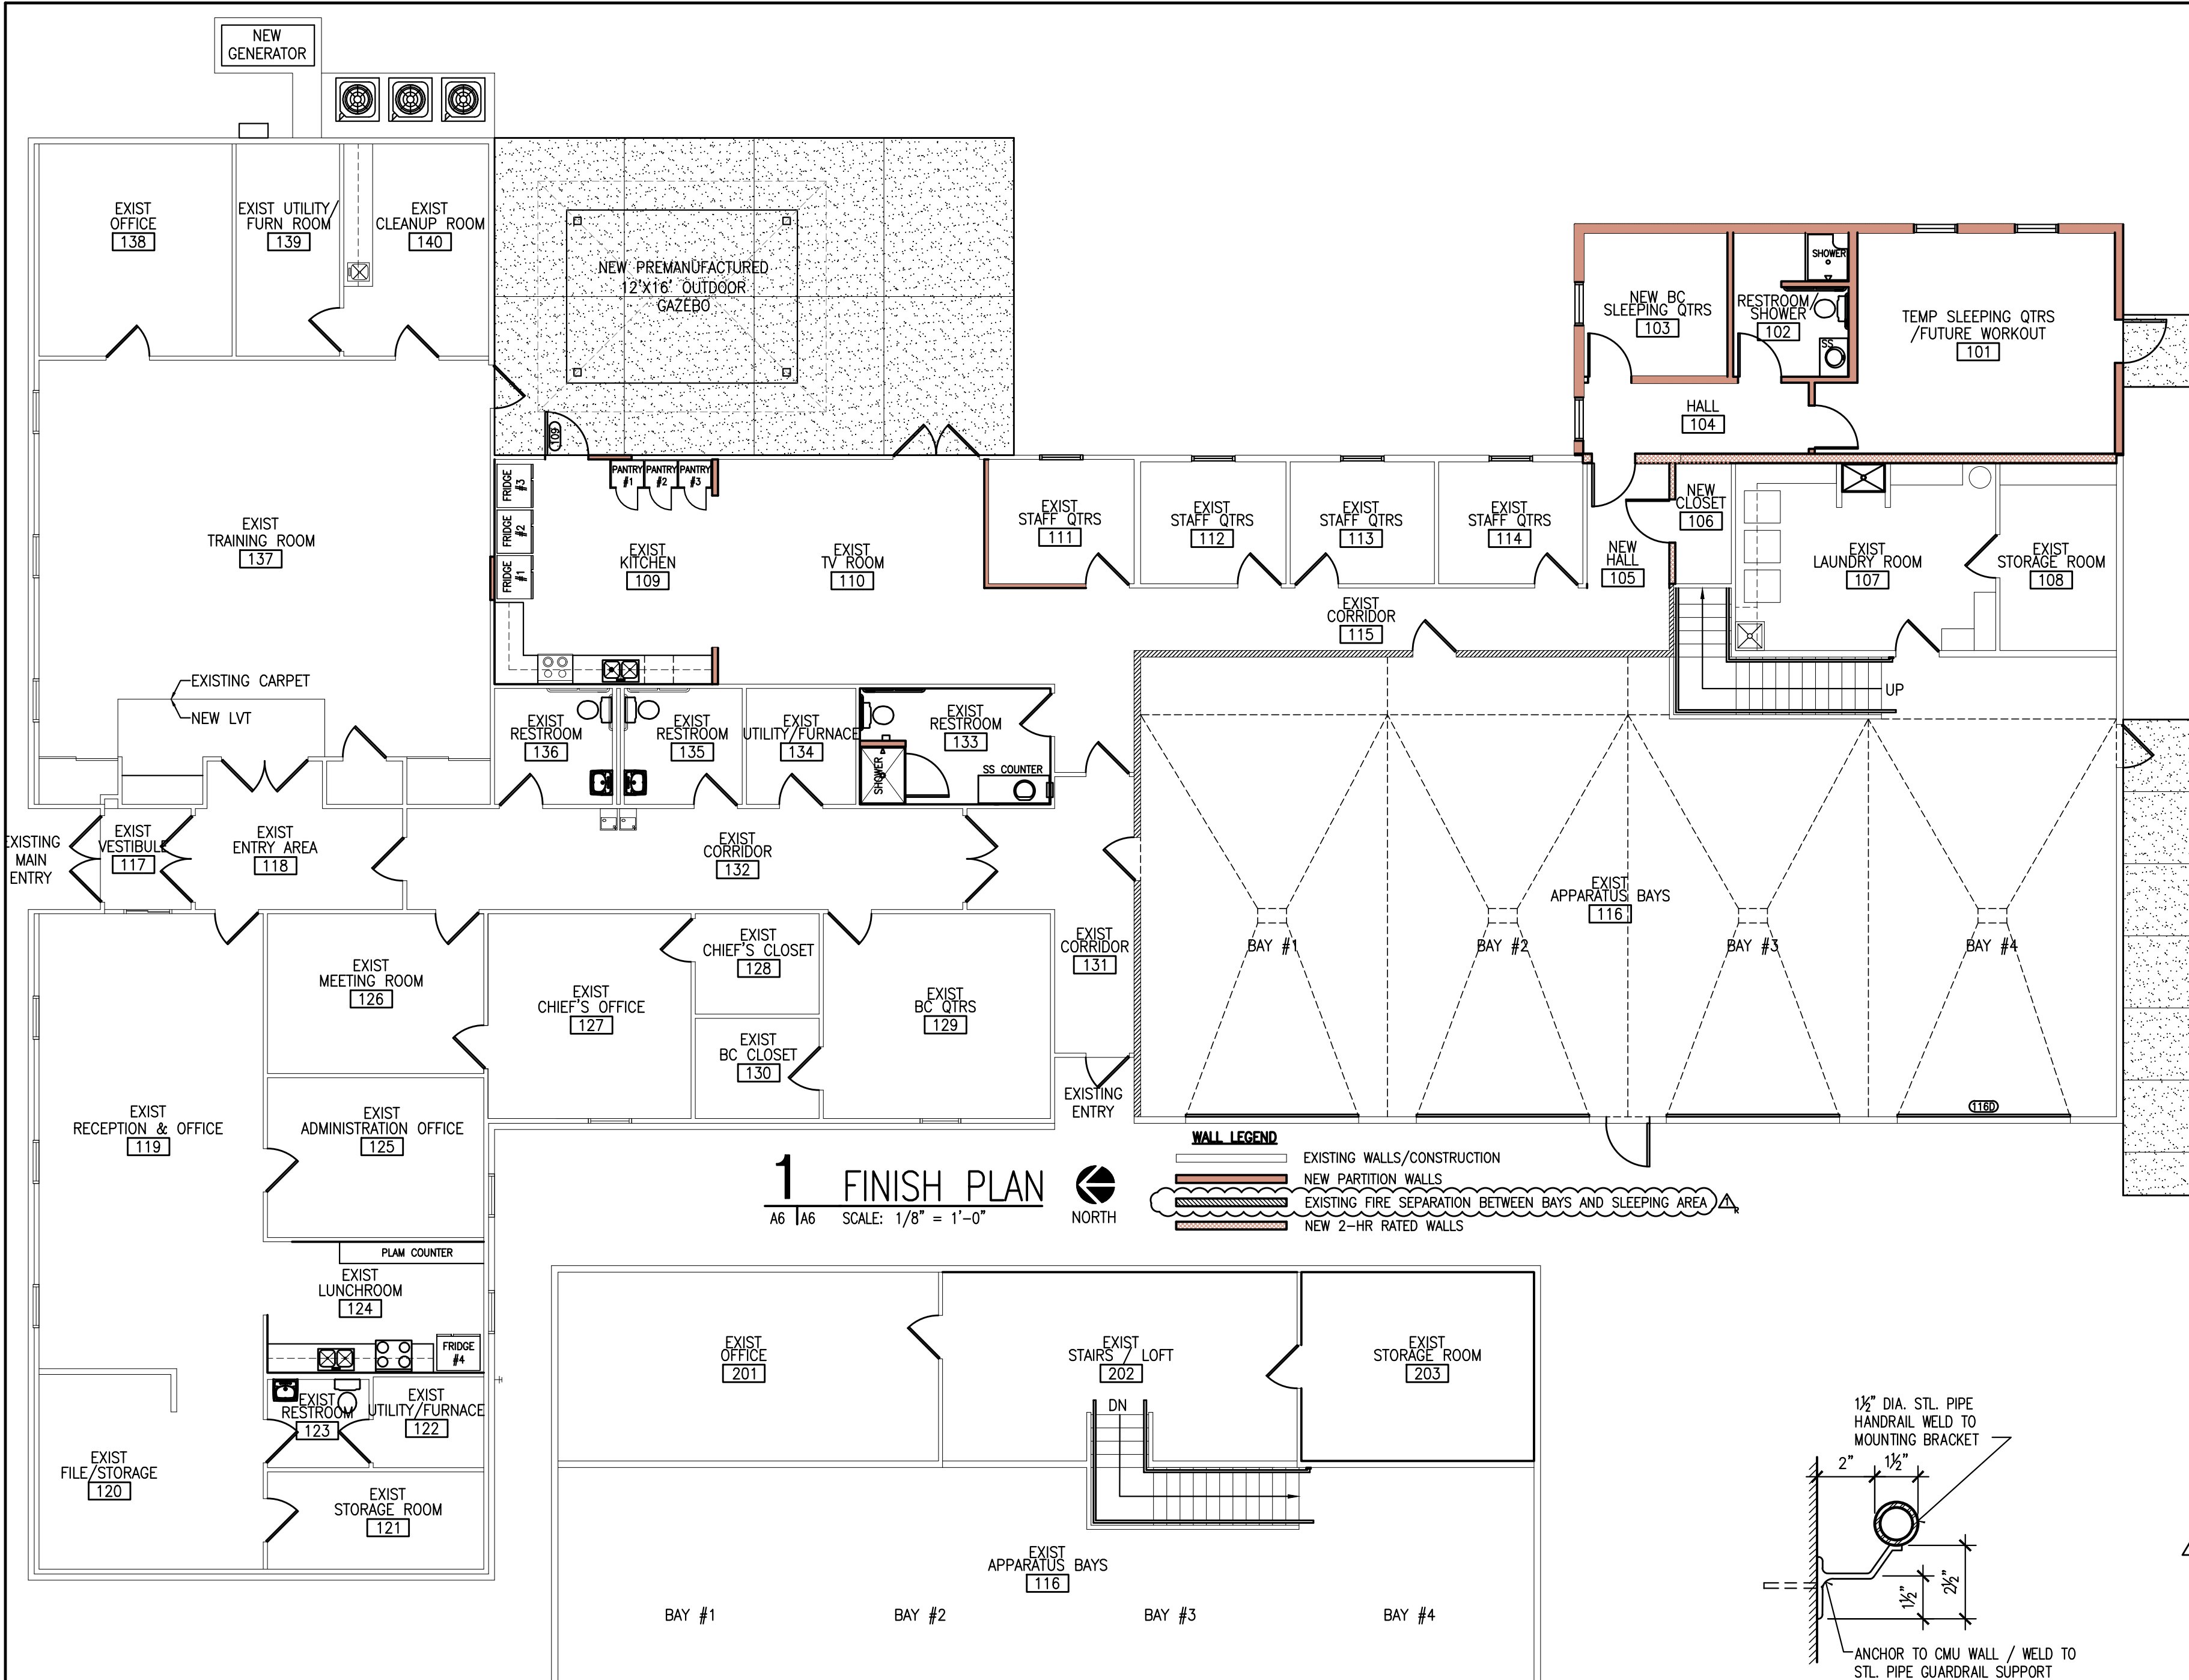 NEW
GENERATOR
EXIST
OFFICE
138
EXIST UTILITY/
FURN ROOM
139
EXIST
CLEANUP ROOM
140
NEW PREMANUFACTURED
12'X16' OUTDOOR
GAZEBO
NEW BC
SLEEPING QTRS
103
SHOWER
RESTROOM/
SHOWER
102
SS
TEMP SLEEPING QTRS
/FUTURE WORKOUT
101
HALL
104
EXIST
TRAINING ROOM
137
109
FRIDGE
#3
FRIDGE
#2
FRIDGE
#1
PANTRY
#1
PANTRY
#2
PANTRY
#3
EXIST
KITCHEN
109
EXIST
TV ROOM
110
EXIST
STAFF QTRS
111
EXIST
STAFF QTRS
112
EXIST
STAFF QTRS
113
EXIST
STAFF QTRS
114
NEW
HALL
105
NEW
CLOSET
106
EXIST
LAUNDRY ROOM
107
EXIST
STORAGE ROOM
108
EXIST
CORRIDOR
115
UP
EXISTING CARPET
NEW LVT
EXIST
RESTROOM
136
EXIST
RESTROOM
135
EXIST
UTILITY/FURNACE
134
EXIST
RESTROOM
133
SHOWER
SS COUNTER
EXISTING
MAIN
ENTRY
EXIST
VESTIBULE
117
EXIST
ENTRY AREA
118
EXIST
CORRIDOR
132
EXIST
APPARATUS BAYS
116
BAY #1
BAY #2
BAY #3
BAY #4
116D
EXIST
CORRIDOR
131
EXIST
MEETING ROOM
126
EXIST
CHIEF'S OFFICE
127
EXIST
CHIEF'S CLOSET
128
EXIST
BC CLOSET
130
EXIST
BC QTRS
129
EXISTING
ENTRY
EXIST
RECEPTION & OFFICE
119
EXIST
ADMINISTRATION OFFICE
125
PLAM COUNTER
EXIST
LUNCHROOM
124
FRIDGE
#4
EXIST
RESTROOM
123
EXIST
UTILITY/FURNACE
122
EXIST
FILE/STORAGE
120
EXIST
STORAGE ROOM
121
1 FINISH PLAN
A6 A6 SCALE: 1/8" = 1'-0"
NORTH
WALL LEGEND
EXISTING WALLS/CONSTRUCTION
NEW PARTITION WALLS
EXISTING FIRE SEPARATION BETWEEN BAYS AND SLEEPING AREA
NEW 2-HR RATED WALLS
EXIST
OFFICE
201
EXIST
STAIRS / LOFT
202
EXIST
STORAGE ROOM
203
DN
EXIST
APPARATUS BAYS
116
BAY #1
BAY #2
BAY #3
BAY #4
1½" DIA. STL. PIPE
HANDRAIL WELD TO
MOUNTING BRACKET
2"
1½"
1½"
2½"
ANCHOR TO CMU WALL / WELD TO
STL. PIPE GUARDRAIL SUPPORT